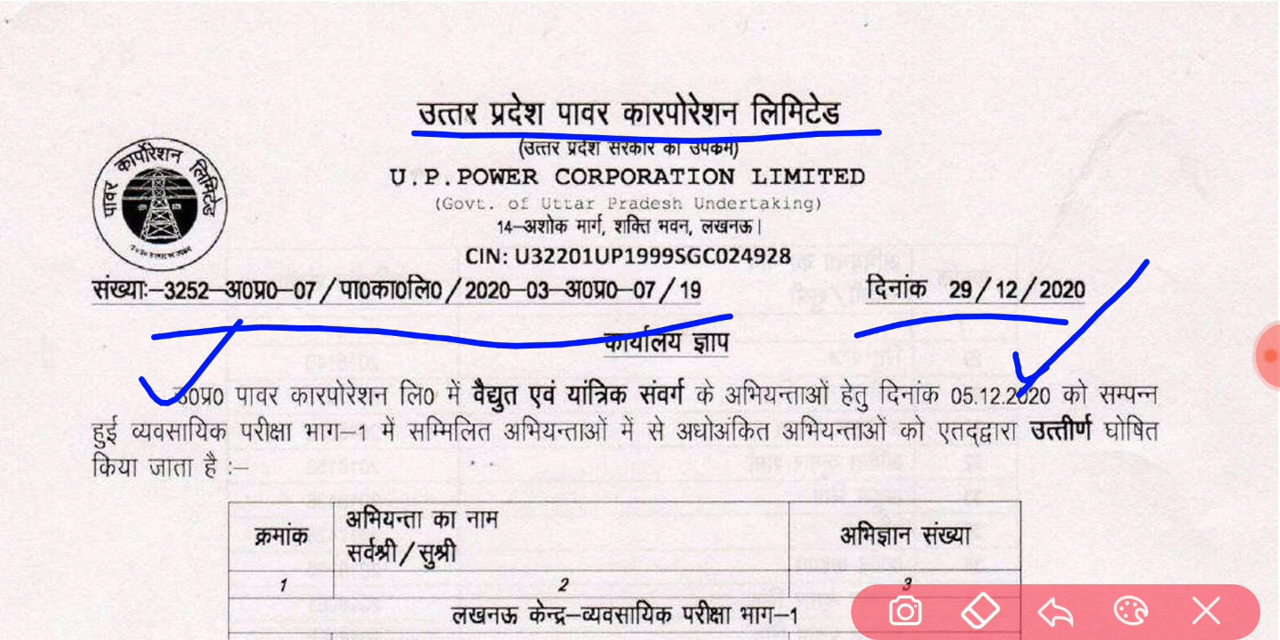 उत्तर प्रदेश पावर कारपोरेशन लिमिटेड
(उत्तर प्रदेश सरकार का उपक्रम)
U.P.POWER CORPORATION LIMITED
(Govt. of Uttar Pradesh Undertaking)
14–अशोक मार्ग, शक्ति भवन, लखनऊ।
CIN: U32201UP1999SGC024928
पावर कार्पोरेशन लिमिटेड
संख्याः–3252–अ0प्र0–07/पा0का0लि0/2020–03–अ0प्र0–07/19 दिनांक 29/12/2020
कार्यालय ज्ञाप
उ0प्र0 पावर कारपोरेशन लि0 में वैद्युत एवं यांत्रिक संवर्ग के अभियन्ताओं हेतु दिनांक 05.12.2020 को सम्पन्न
हुई व्यवसायिक परीक्षा भाग–1 में सम्मिलित अभियन्ताओं में से अधोअंकित अभियन्ताओं को एतद्द्वारा उत्तीर्ण घोषित
किया जाता है :–
क्रमांक अभियन्ता का नाम अभिज्ञान संख्या
सर्वश्री/सुश्री
1 2 3
लखनऊ केन्द्र–व्यवसायिक परीक्षा भाग–1